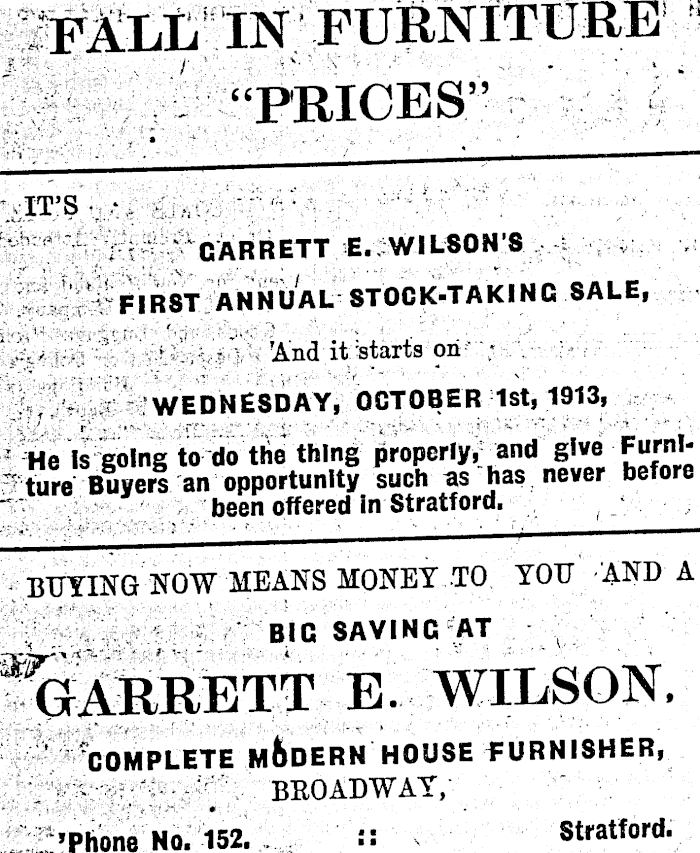 FALL IN FURNITURE
“PRICES”
IT'S
GARRETT E. WILSON'S
FIRST ANNUAL STOCK-TAKING SALE,
And it starts on
WEDNESDAY, OCTOBER 1st, 1913,
He is going to do the thing properly, and give Furni-
ture Buyers an opportunity such as has never before
been offered in Stratford.
BUYING NOW MEANS MONEY TO YOU AND A
BIG SAVING AT
GARRETT E. WILSON,
COMPLETE MODERN HOUSE FURNISHER,
BROADWAY,
'Phone No. 152. :: Stratford.